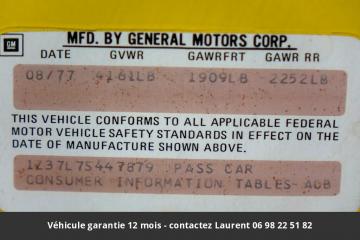 MFD. BY GENERAL MOTORS CORP.
GM
DATE GVWR GAWRFRT GAWR RR
08/77 4161LB 1909LB 2252LB
THIS VEHICLE CONFORMS TO ALL APPLICABLE FEDERAL
MOTOR VEHICLE SAFETY STANDARDS IN EFFECT ON THE
DATE OF MANUFACTURE SHOWN ABOVE.
1Z37L7S447879 PASS CAR
CONSUMER INFORMATION TABLES
Véhicule garantie 12 mois - contactez Laurent 06 98 22 51 82